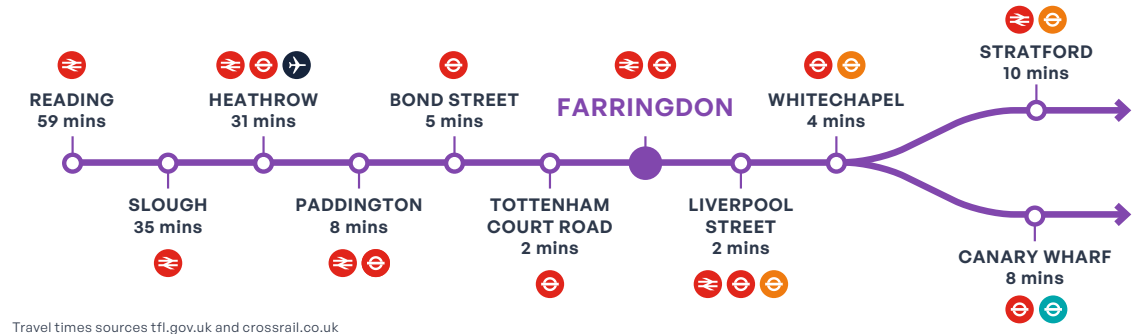 STRATFORD
10 mins
READING
59 mins
HEATHROW
31 mins
BOND STREET
5 mins
FARRINGDON
WHITECHAPEL
4 mins
SLOUGH
35 mins
PADDINGTON
8 mins
TOTTENHAM
COURT ROAD
2 mins
LIVERPOOL
STREET
2 mins
CANARY WHARF
8 mins
Travel times sources tfl.gov.uk and crossrail.co.uk